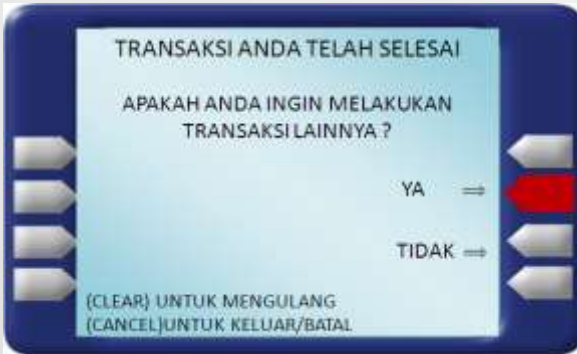 TRANSAKSI ANDA TELAH SELESAI
APAKAH ANDA INGIN MELAKUKAN
TRANSAKSI LAINNYA ?
YA ⇒
TIDAK ⇒
(CLEAR) UNTUK MENGULANG
(CANCEL)UNTUK KELUAR/BATAL